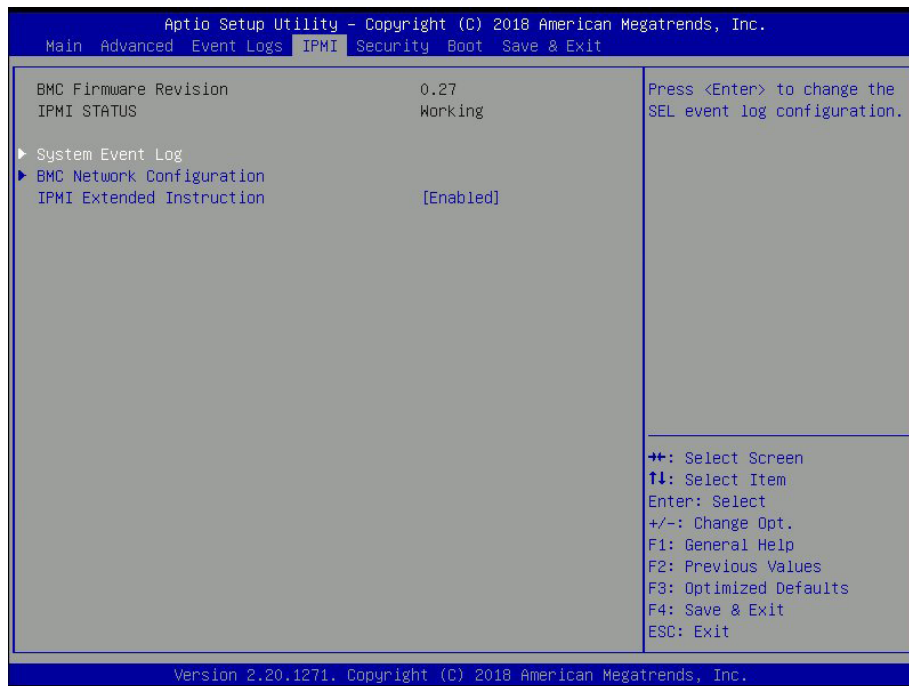 Aptio Setup Utility – Copyright (C) 2018 American Megatrends, Inc.
Main Advanced Event Logs IPMI Security Boot Save & Exit
BMC Firmware Revision 0.27
IPMI STATUS Working
System Event Log
BMC Network Configuration
IPMI Extended Instruction [Enabled]
Press <Enter> to change the
SEL event log configuration.
→←: Select Screen
↑↓: Select Item
Enter: Select
+/-: Change Opt.
F1: General Help
F2: Previous Values
F3: Optimized Defaults
F4: Save & Exit
ESC: Exit
Version 2.20.1271. Copyright (C) 2018 American Megatrends, Inc.